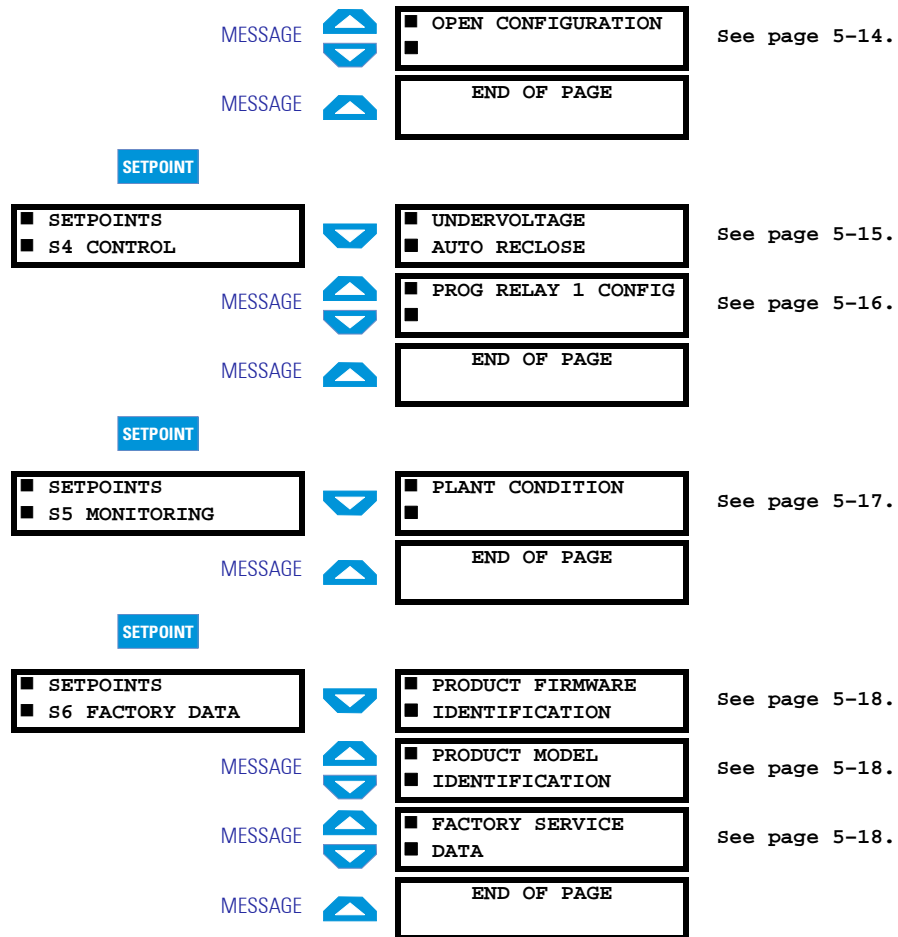 MESSAGE
■ OPEN CONFIGURATION
■
See page 5-14.
MESSAGE
END OF PAGE
SETPOINT
■ SETPOINTS
■ S4 CONTROL
■ UNDERVOLTAGE
■ AUTO RECLOSE
See page 5-15.
MESSAGE
■ PROG RELAY 1 CONFIG
■
See page 5-16.
MESSAGE
END OF PAGE
SETPOINT
■ SETPOINTS
■ S5 MONITORING
■ PLANT CONDITION
■
See page 5-17.
MESSAGE
END OF PAGE
SETPOINT
■ SETPOINTS
■ S6 FACTORY DATA
■ PRODUCT FIRMWARE
■ IDENTIFICATION
See page 5-18.
MESSAGE
■ PRODUCT MODEL
■ IDENTIFICATION
See page 5-18.
MESSAGE
■ FACTORY SERVICE
■ DATA
See page 5-18.
MESSAGE
END OF PAGE